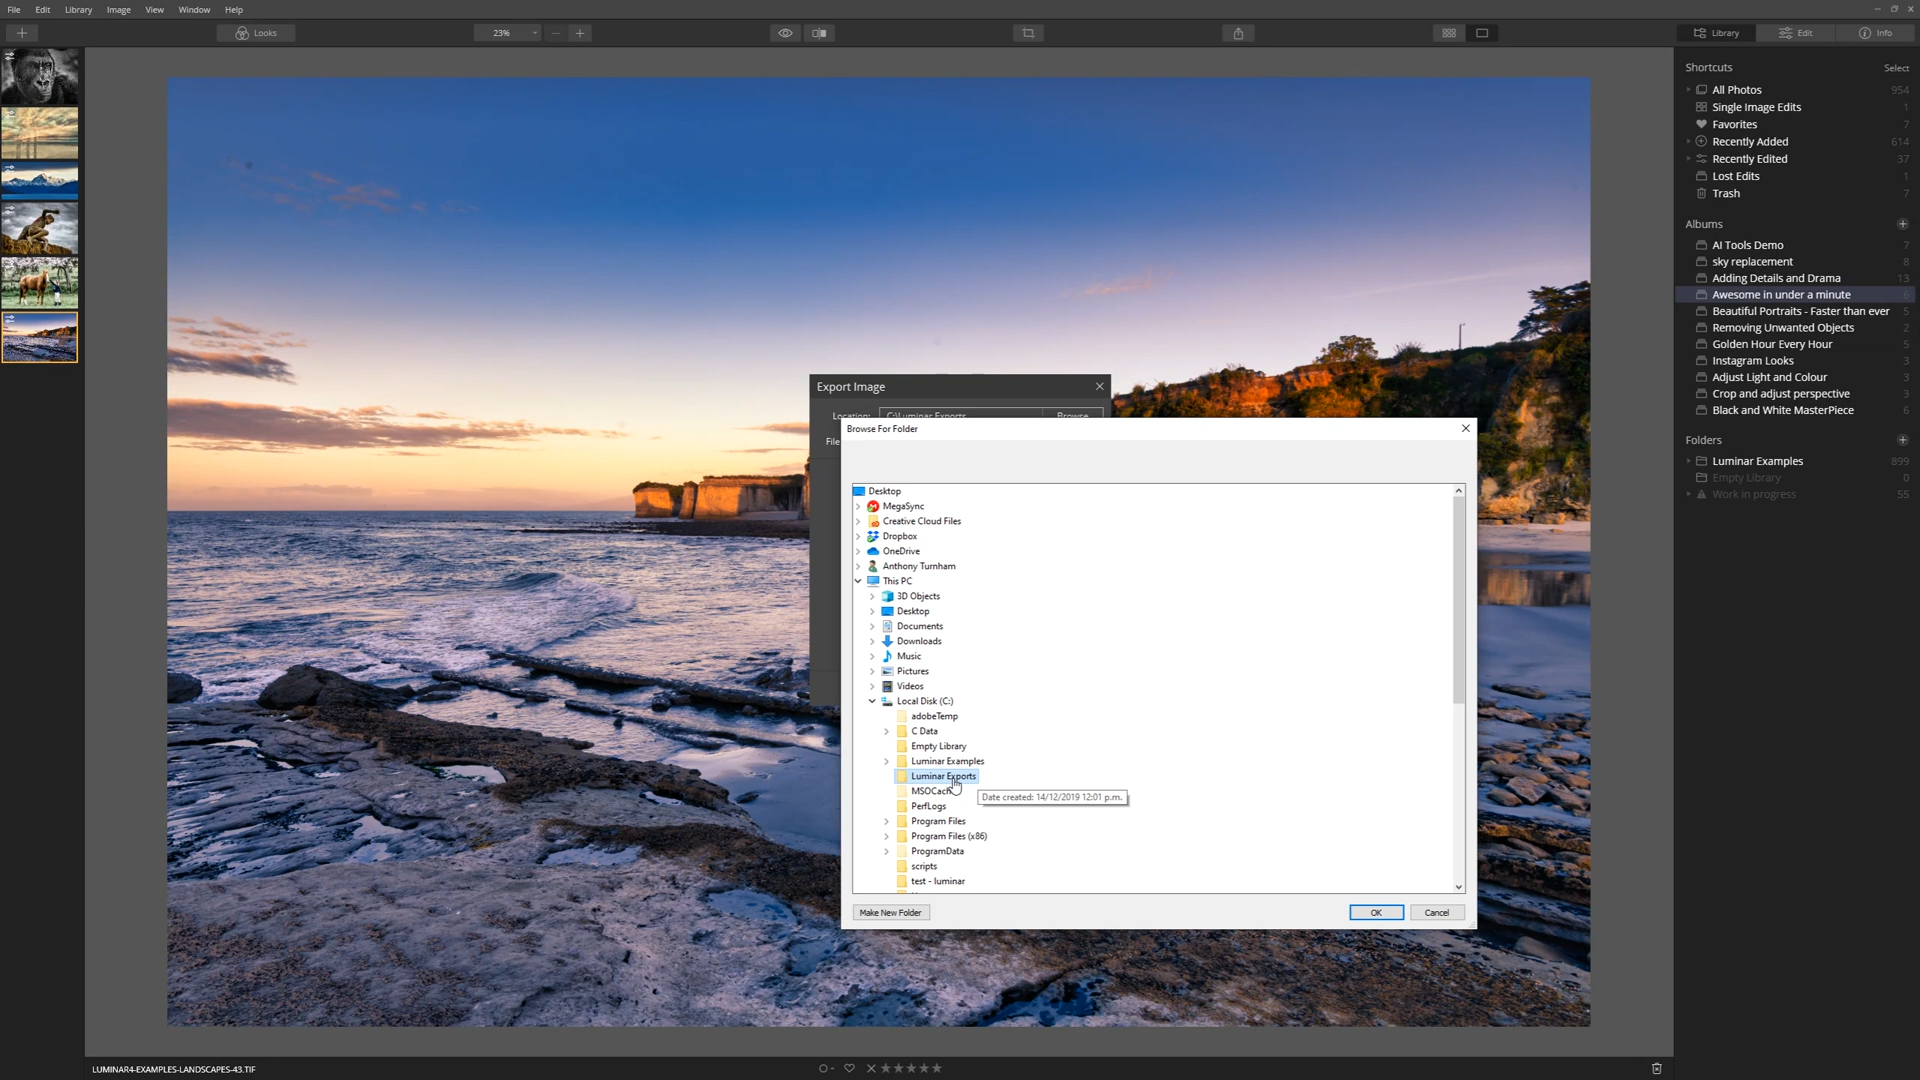 File Edit Library Image View Window Help
Looks 23% Library Edit Info
Shortcuts Select
All Photos 954
Single Image Edits 1
Favorites 7
Recently Added 614
Recently Edited 37
Lost Edits 1
Trash 7
Albums
AI Tools Demo 7
sky replacement 8
Adding Details and Drama 13
Awesome in under a minute 6
Beautiful Portraits - Faster than ever 5
Removing Unwanted Objects 2
Golden Hour Every Hour 5
Instagram Looks 3
Adjust Light and Colour 3
Crop and adjust perspective 3
Black and White MasterPiece 6
Folders
Luminar Examples 899
Empty Library 0
Work in progress 55
Export Image
Location: C:\Luminar Exports Browse
File
Browse For Folder
Desktop
MegaSync
Creative Cloud Files
Dropbox
OneDrive
Anthony Turnham
This PC
3D Objects
Desktop
Documents
Downloads
Music
Pictures
Videos
Local Disk (C:)
adobeTemp
C Data
Empty Library
Luminar Examples
Luminar Exports
MSOCach
Date created: 14/12/2019 12:01 p.m.
PerfLogs
Program Files
Program Files (x86)
ProgramData
scripts
test - luminar
Make New Folder OK Cancel
LUMINAR4-EXAMPLES-LANDSCAPES-43.TIF